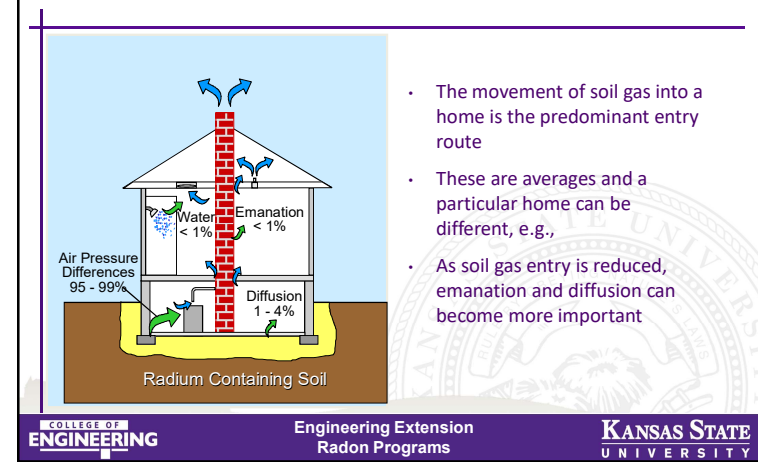 Water
< 1%
Emanation
< 1%
Air Pressure
Differences
95 - 99%
Diffusion
1 - 4%
Radium Containing Soil
• The movement of soil gas into a
home is the predominant entry
route
• These are averages and a
particular home can be
different, e.g.,
• As soil gas entry is reduced,
emanation and diffusion can
become more important
COLLEGE OF
ENGINEERING
Engineering Extension
Radon Programs
KANSAS STATE
UNIVERSITY